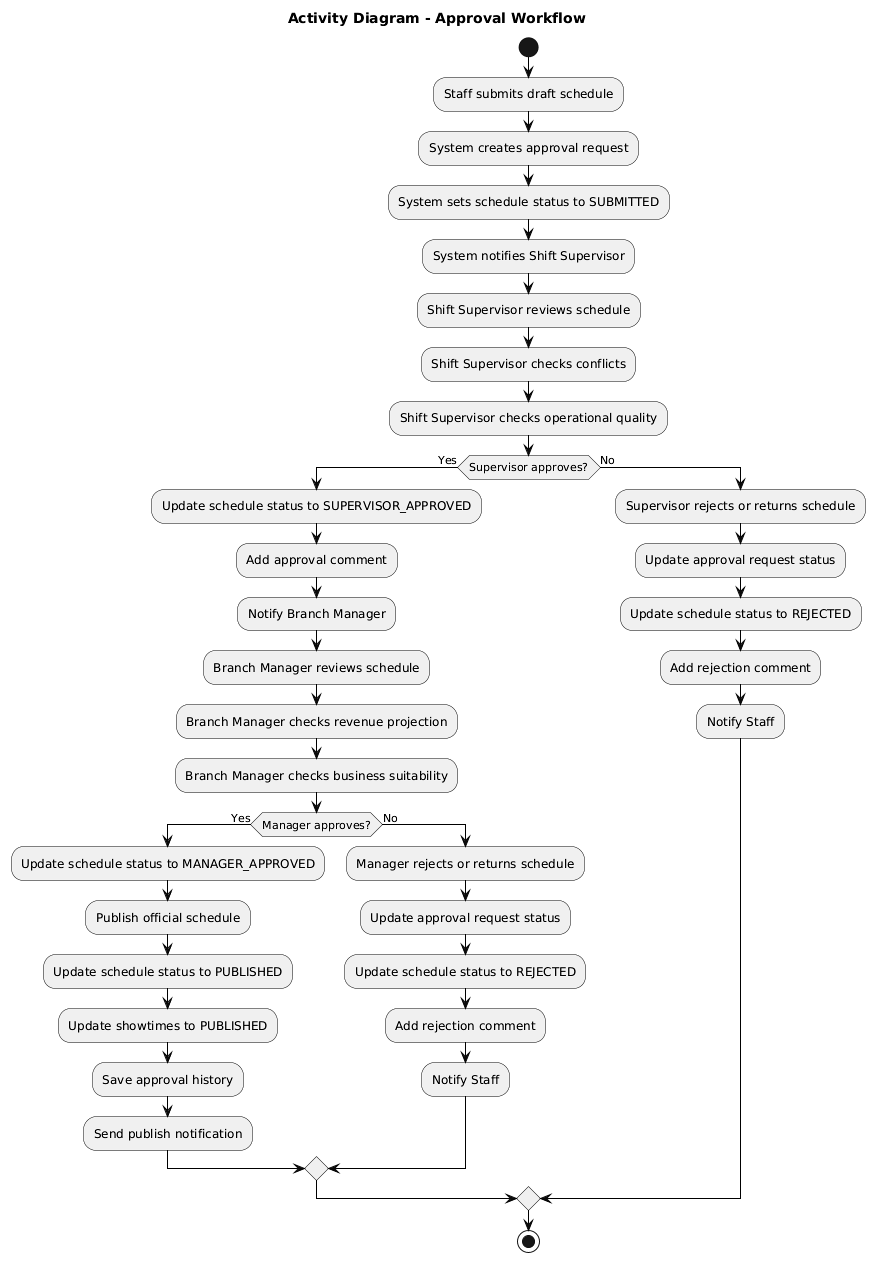 Activity Diagram - Approval Workflow
Staff submits draft schedule
System creates approval request
System sets schedule status to SUBMITTED
System notifies Shift Supervisor
Shift Supervisor reviews schedule
Shift Supervisor checks conflicts
Shift Supervisor checks operational quality
Supervisor approves?
Yes
No
Update schedule status to SUPERVISOR_APPROVED
Add approval comment
Notify Branch Manager
Branch Manager reviews schedule
Branch Manager checks revenue projection
Branch Manager checks business suitability
Manager approves?
Yes
No
Update schedule status to MANAGER_APPROVED
Publish official schedule
Update schedule status to PUBLISHED
Update showtimes to PUBLISHED
Save approval history
Send publish notification
Manager rejects or returns schedule
Update approval request status
Update schedule status to REJECTED
Add rejection comment
Notify Staff
Supervisor rejects or returns schedule
Update approval request status
Update schedule status to REJECTED
Add rejection comment
Notify Staff